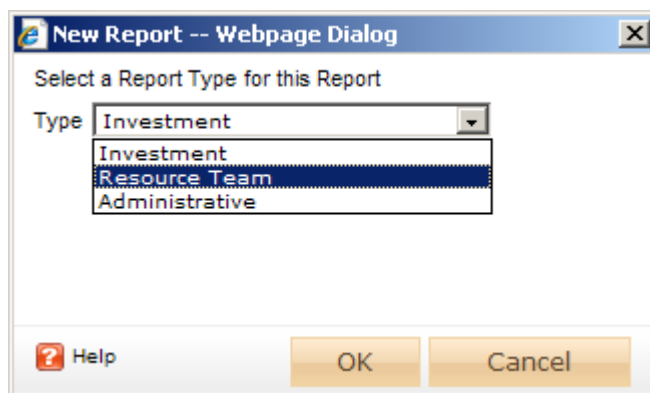 New Report -- Webpage Dialog
Select a Report Type for this Report
Type Investment
Investment
Resource Team
Administrative
Help OK Cancel